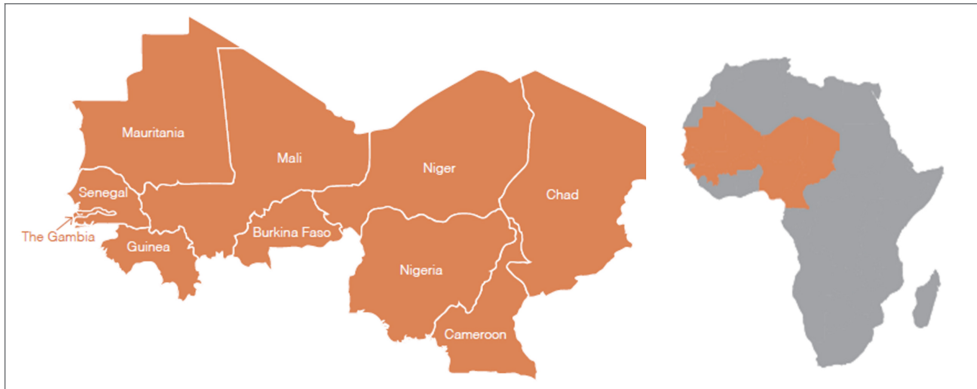 Mauritania
Mali
Niger
Chad
Senegal
The Gambia
Guinea
Burkina Faso
Nigeria
Cameroon